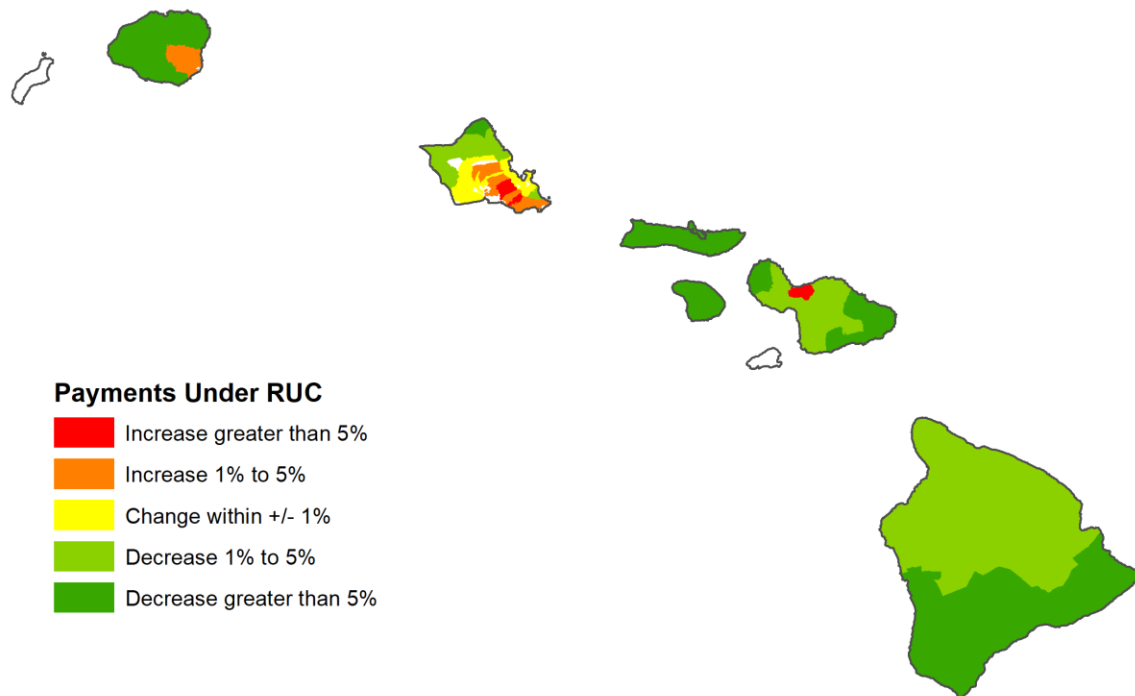 Payments Under RUC
Increase greater than 5%
Increase 1% to 5%
Change within +/- 1%
Decrease 1% to 5%
Decrease greater than 5%